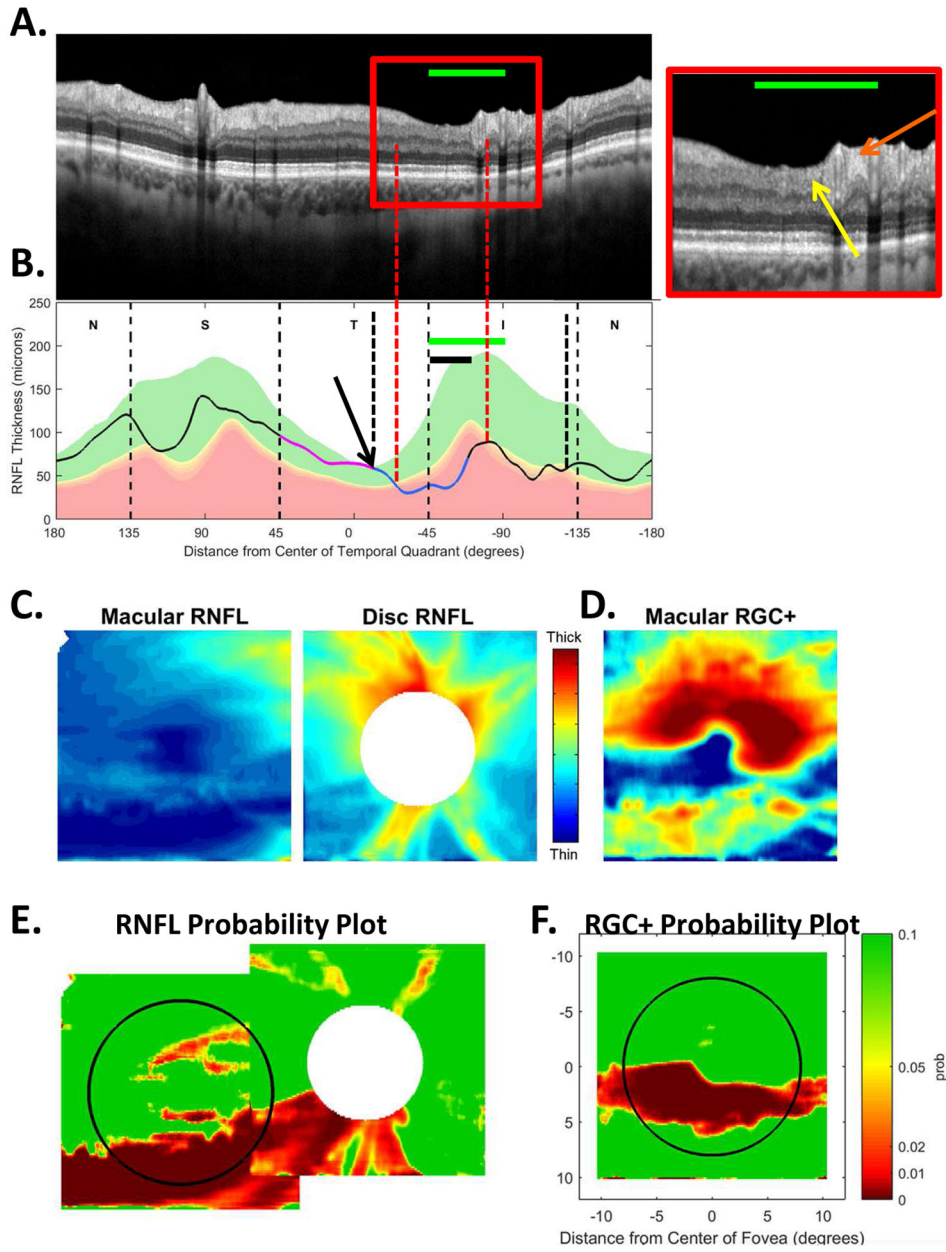 A.
B.
250
200
150
100
50
0
RNFL Thickness (microns)
N S T I N
180 135 90 45 0 -45 -90 -135 -180
Distance from Center of Temporal Quadrant (degrees)
C.
Macular RNFL
Disc RNFL
Thick
Thin
D.
Macular RGC+
E.
RNFL Probability Plot
F.
RGC+ Probability Plot
-10
-5
0
5
10
-10 -5 0 5 10
Distance from Center of Fovea (degrees)
0.1
0.05
0.02
0.01
0
prob